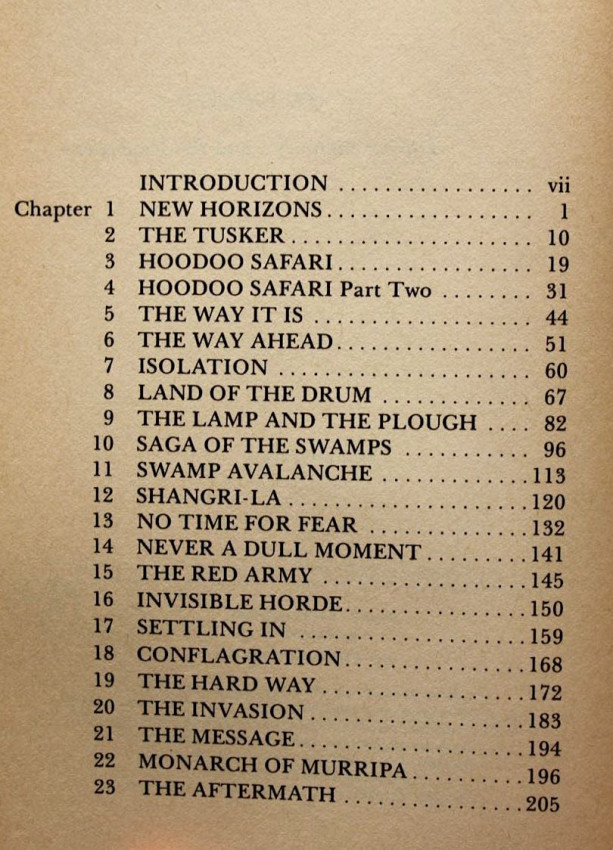 INTRODUCTION ................. vii
Chapter 1 NEW HORIZONS.................. 1
2 THE TUSKER...................... 10
3 HOODOO SAFARI.................. 19
4 HOODOO SAFARI Part Two ........ 31
5 THE WAY IT IS .................... 44
6 THE WAY AHEAD.................. 51
7 ISOLATION ....................... 60
8 LAND OF THE DRUM ............. 67
9 THE LAMP AND THE PLOUGH .... 82
10 SAGA OF THE SWAMPS ............ 96
11 SWAMP AVALANCHE .............113
12 SHANGRI-LA .....................120
13 NO TIME FOR FEAR ..............132
14 NEVER A DULL MOMENT .........141
15 THE RED ARMY ..................145
16 INVISIBLE HORDE................150
17 SETTLING IN ....................159
18 CONFLAGRATION................168
19 THE HARD WAY ..................172
20 THE INVASION ...................183
21 THE MESSAGE....................194
22 MONARCH OF MURRIPA..........196
23 THE AFTERMATH ................205